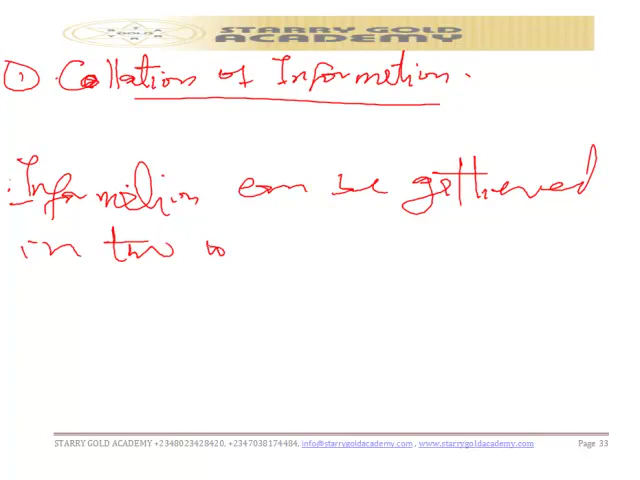 STARRY GOLD
ACADEMY
① Collation of Information.
Information can be gathered
in two w
STARRY GOLD ACADEMY +2348023428420, +2347038174484, info@starrygoldacademy.com , www.starrygoldacademy.com Page 33